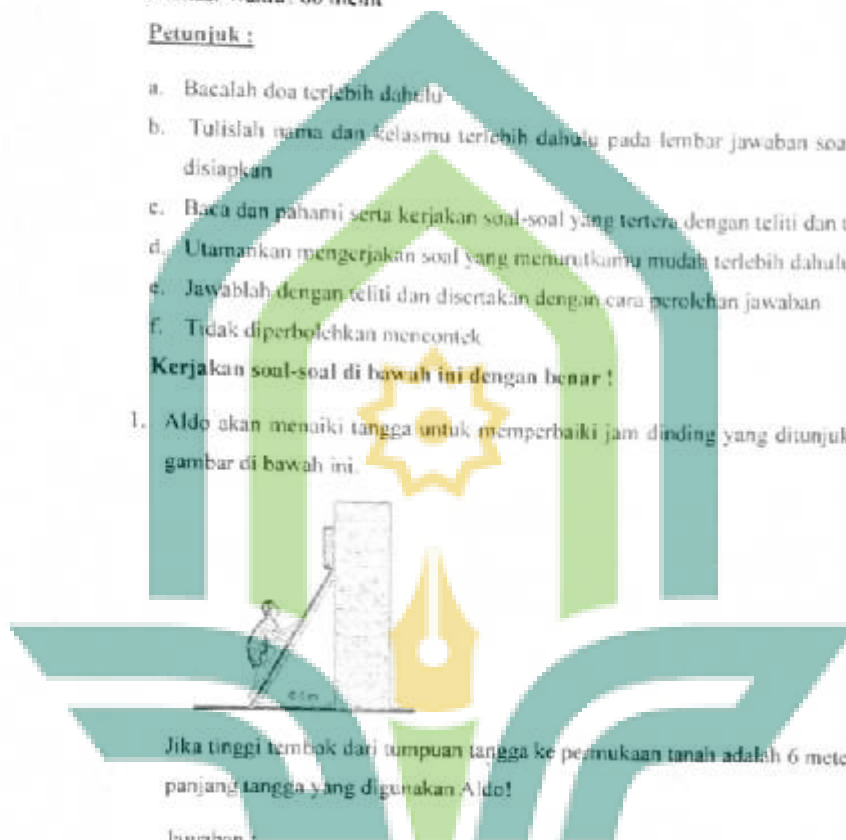 Petunjuk :
a. Bacalah doa terlebih dahulu
b. Tulislah nama dan kelasmu terlebih dahulu pada lembar jawaban soa
disiapkan
c. Baca dan pahami serta kerjakan soal-soal yang tertera dengan teliti dan
d. Utamankan mengerjakan soal yang menurutkamu mudah terlebih dahulu
e. Jawablah dengan teliti dan disertakan dengan cara perolehan jawaban
f. Tidak diperbolehkan mencontek
Kerjakan soal-soal di bawah ini dengan benar !
1. Aldo akan menaiki tangga untuk memperbaiki jam dinding yang ditunjuk
gambar di bawah ini.
Jika tinggi tembok dari tumpuan tangga ke permukaan tanah adalah 6 mete
panjang tangga yang digunakan Aldo!